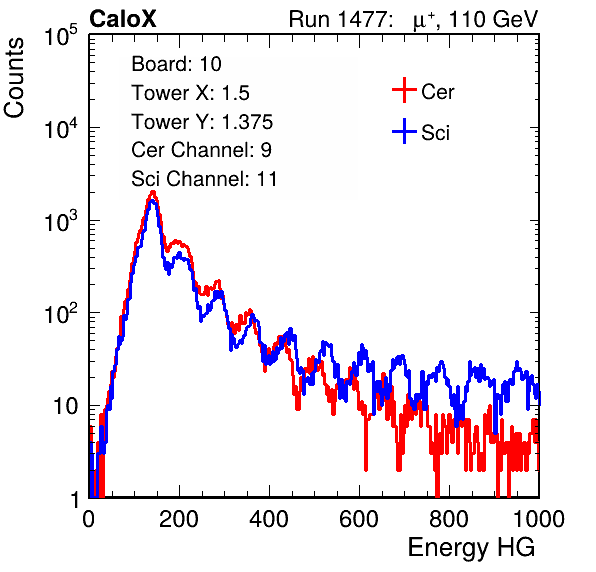 CaloX Run 1477: μ⁺, 110 GeV
Board: 10
Tower X: 1.5
Tower Y: 1.375
Cer Channel: 9
Sci Channel: 11
Cer
Sci
Counts
10⁵
10⁴
10³
10²
10
1
0 200 400 600 800 1000
Energy HG